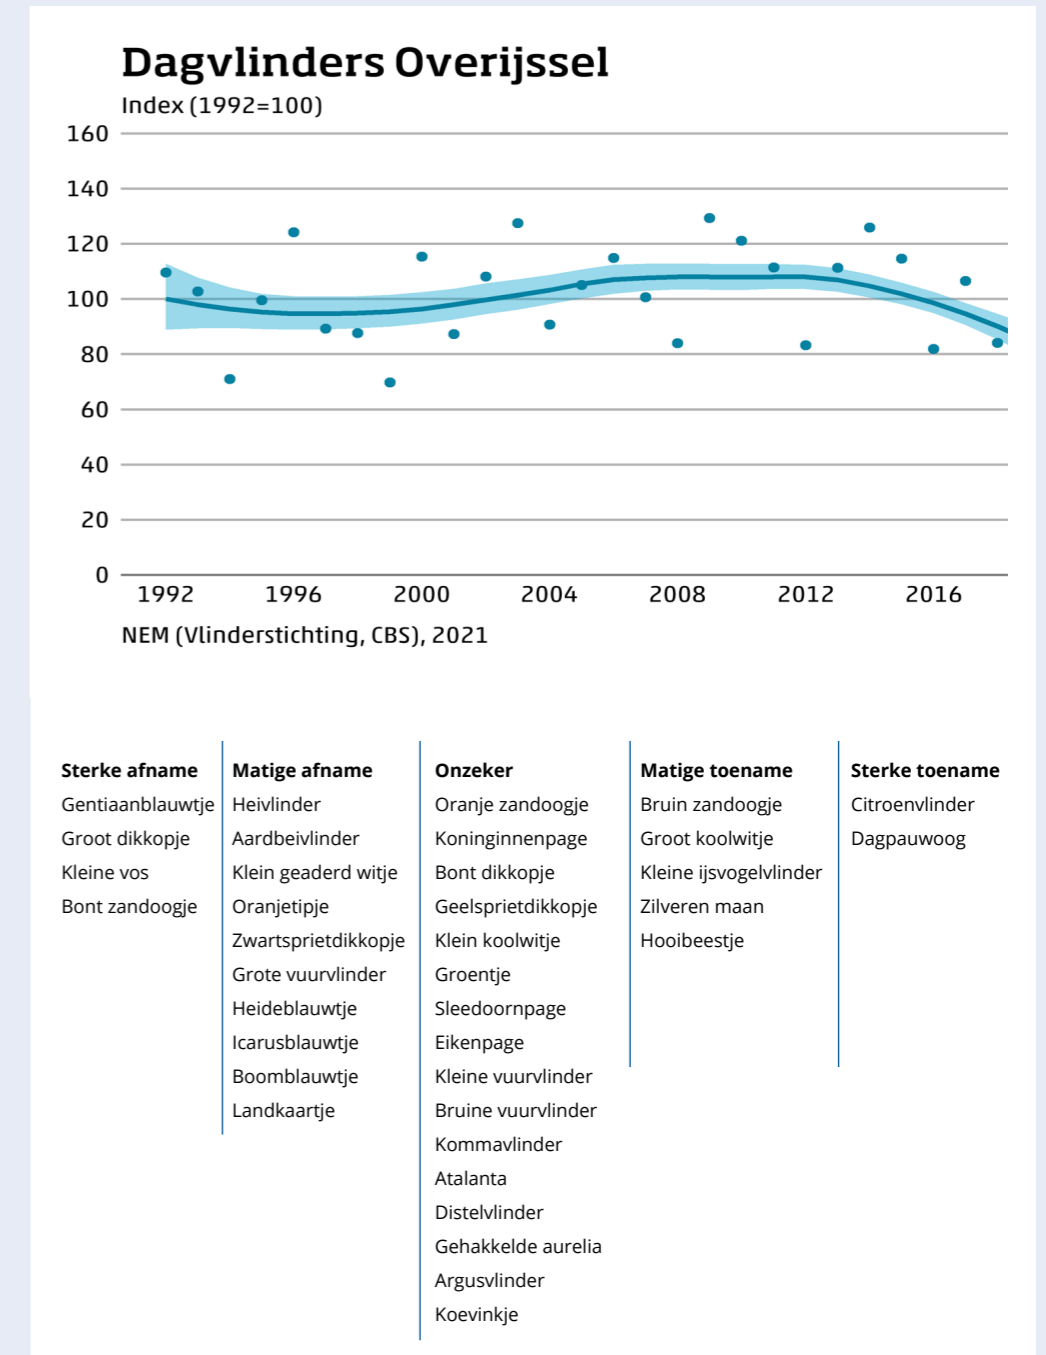 Dagvlinders Overijssel
Index (1992=100)
160
140
120
100
80
60
40
20
0
1992 1996 2000 2004 2008 2012 2016
NEM (Vlinderstichting, CBS), 2021
Sterke afname
Gentiaanblauwtje
Groot dikkopje
Kleine vos
Bont zandoogje
Matige afname
Heivlinder
Aardbeivlinder
Klein geaderd witje
Oranjetipje
Zwartsprietdikkopje
Grote vuurvlinder
Heideblauwtje
Icarusblauwtje
Boomblauwtje
Landkaartje
Onzeker
Oranje zandoogje
Koninginnenpage
Bont dikkopje
Geelsprietdikkopje
Klein koolwitje
Groentje
Sleedoornpage
Eikenpage
Kleine vuurvlinder
Bruine vuurvlinder
Kommavlinder
Atalanta
Distelvlinder
Gehakkelde aurelia
Argusvlinder
Koevinkje
Matige toename
Bruin zandoogje
Groot koolwitje
Kleine ijsvogelvlinder
Zilveren maan
Hooibeestje
Sterke toename
Citroenvlinder
Dagpauwoog